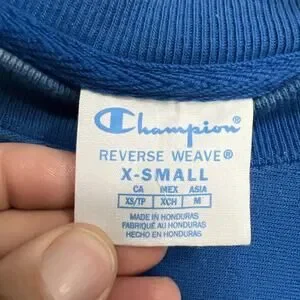 Champion
REVERSE WEAVE®
X-SMALL
CA MEX ASIA
XS/TP XCH M
MADE IN HONDURAS
FABRIQUÉ AU HONDURAS
HECHO EN HONDURAS